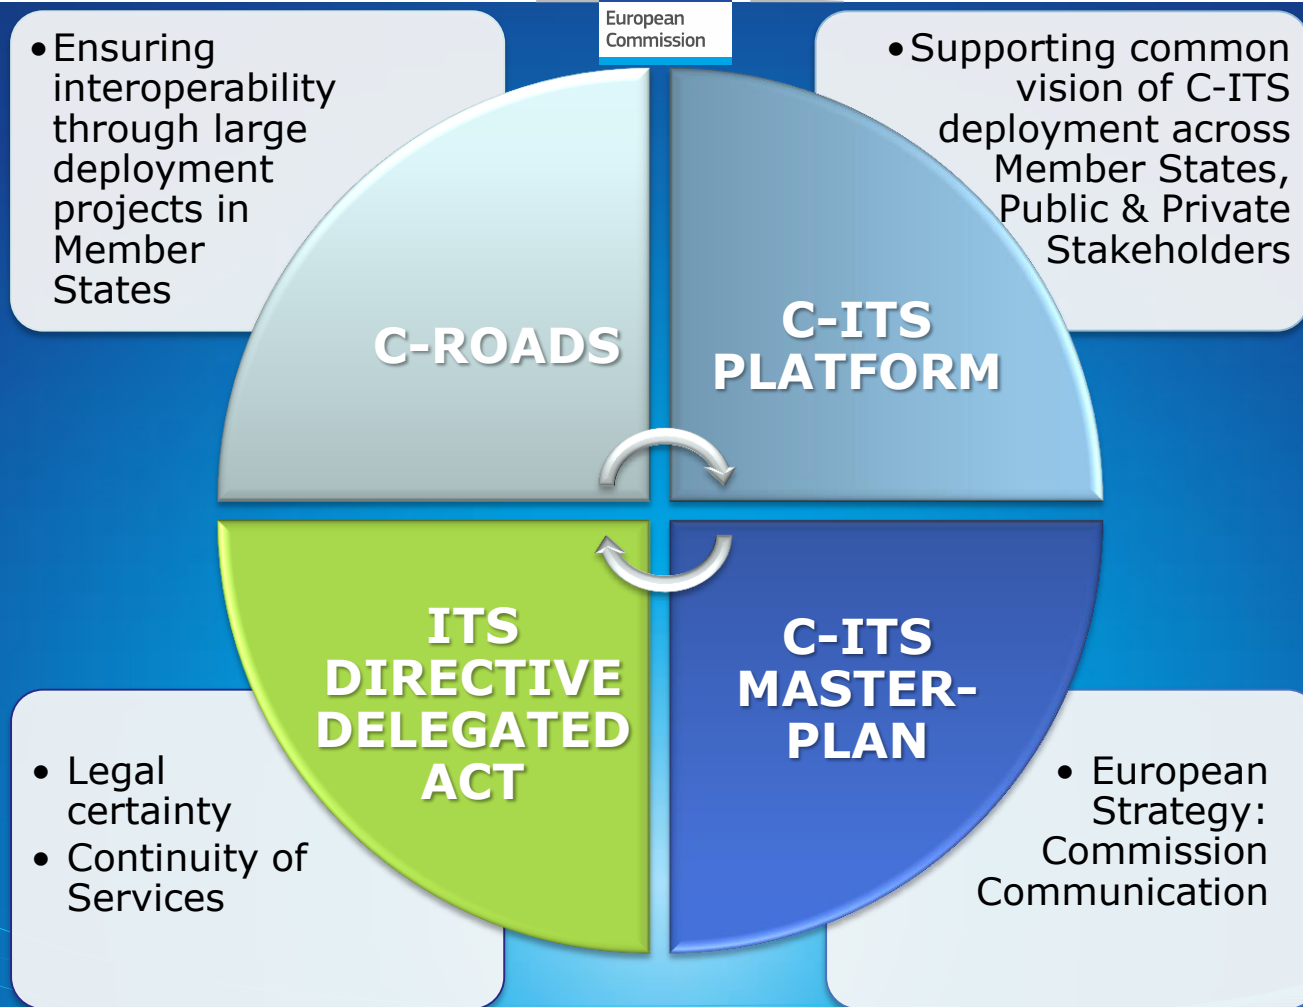 European
Commission
• Ensuring
interoperability
through large
deployment
projects in
Member
States
• Supporting common
vision of C-ITS
deployment across
Member States,
Public & Private
Stakeholders
C-ROADS
C-ITS
PLATFORM
ITS
DIRECTIVE
DELEGATED
ACT
C-ITS
MASTER-
PLAN
• Legal
certainty
• Continuity of
Services
• European
Strategy:
Commission
Communication